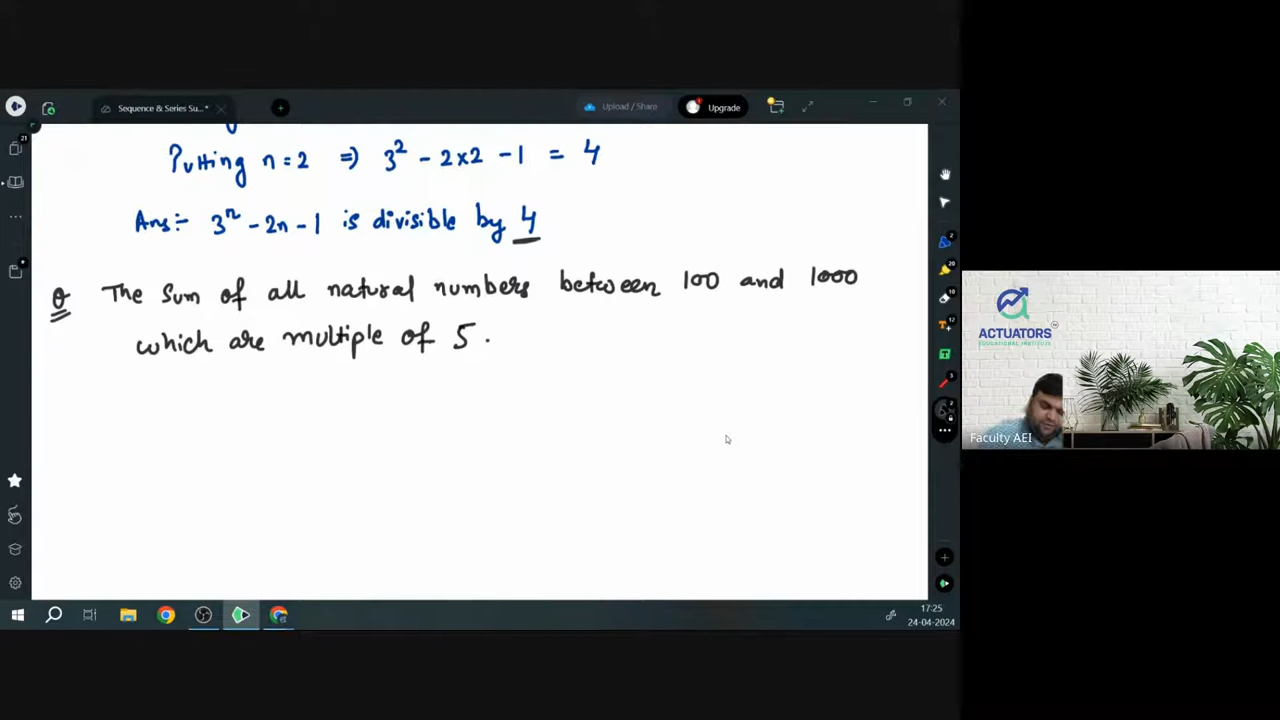 Sequence & Series Su...*
Upload / Share
Upgrade
Putting n = 2 ⇒ 3² - 2×2 - 1 = 4
Ans:- 3ⁿ - 2n - 1 is divisible by 4
Q The sum of all natural numbers between 100 and 1000
which are multiple of 5.
ACTUATORS
EDUCATIONAL INSTITUTE
Faculty AEI
17:25
24-04-2024